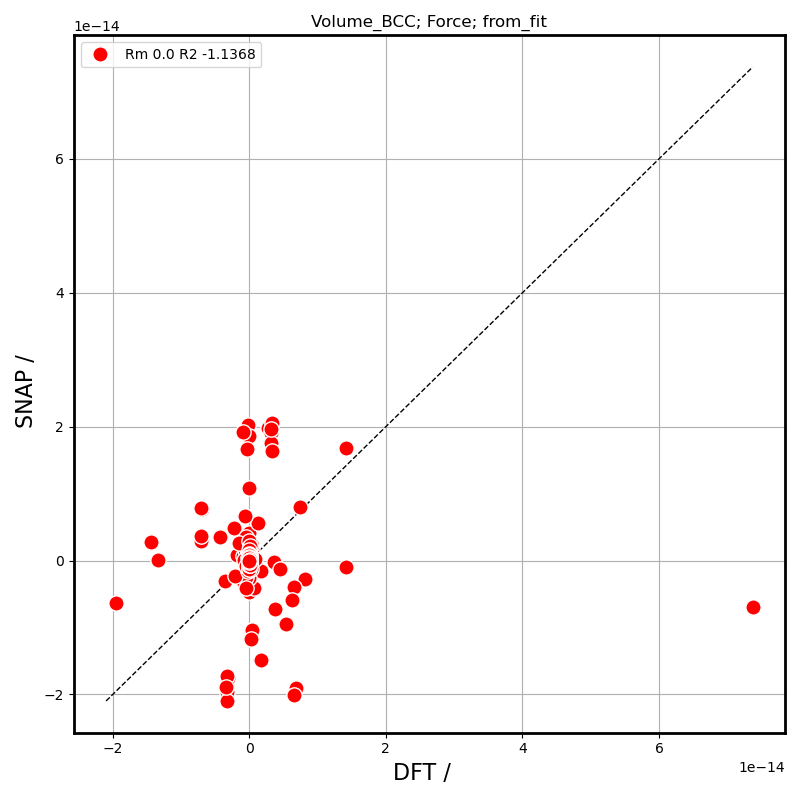 Volume_BCC; Force; from_fit
1e−14
Rm 0.0 R2 -1.1368
6
4
2
0
−2
SNAP /
−2
0
2
4
6
1e−14
DFT /